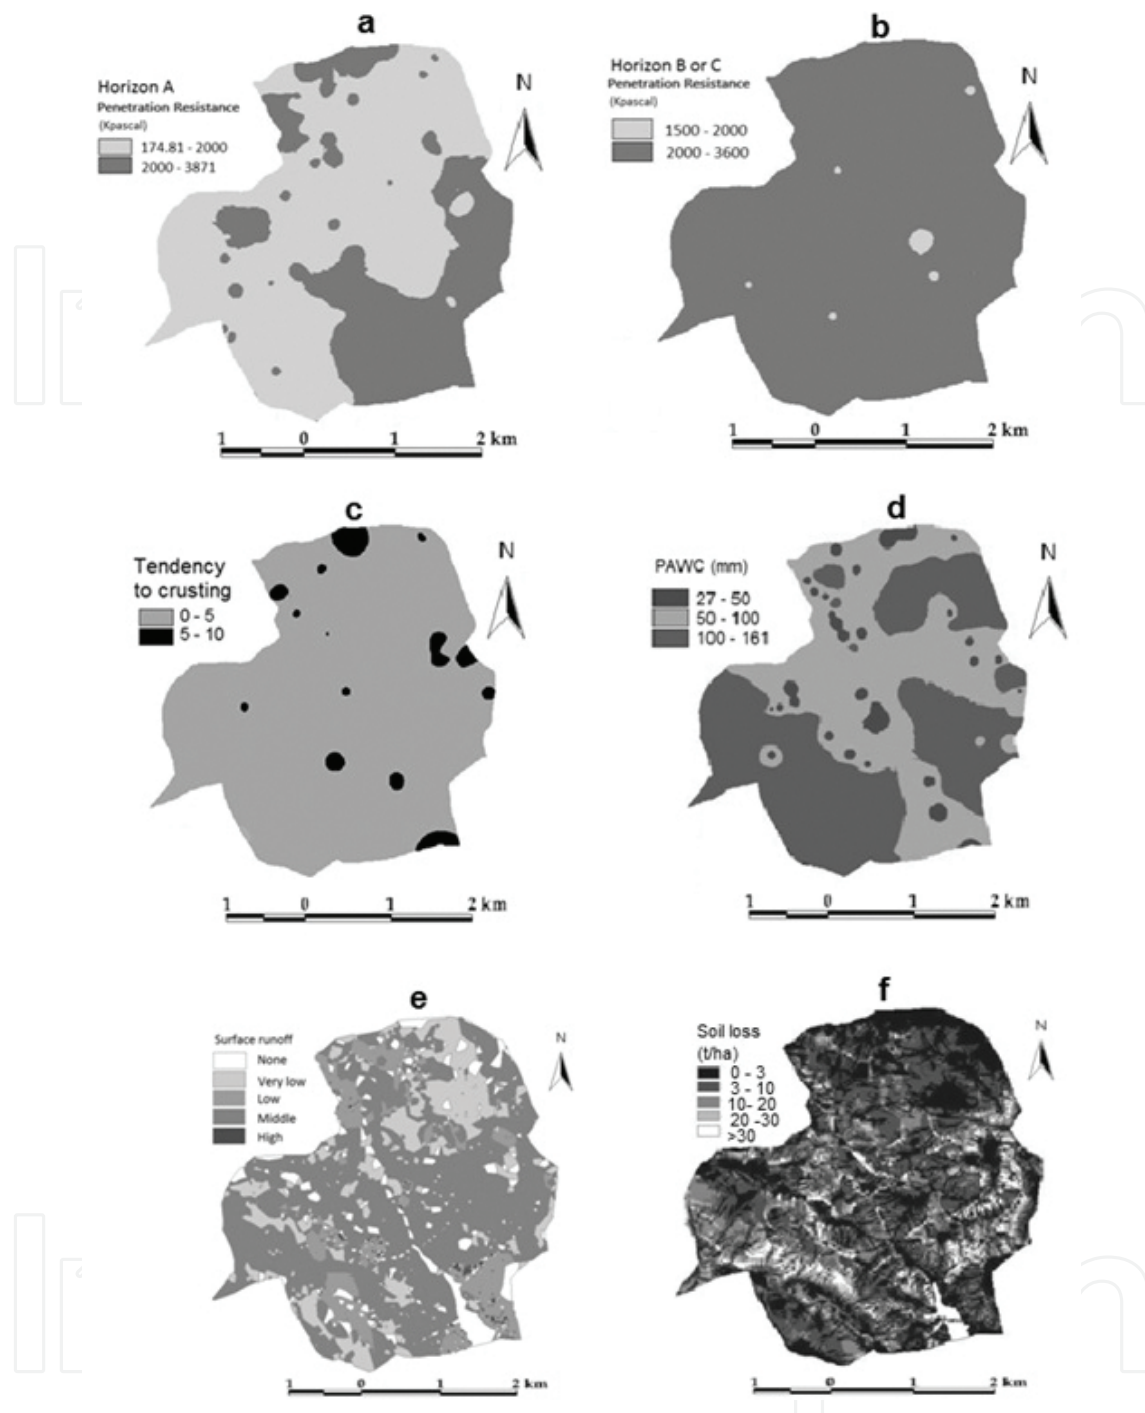 a
Horizon A
Penetration Resistance
(Kpascal)
174.81 - 2000
2000 - 3871
N
1 0 1 2 km
b
Horizon B or C
Penetration Resistance
(Kpascal)
1500 - 2000
2000 - 3600
N
1 0 1 2 km
c
Tendency
to crusting
0 - 5
5 - 10
N
1 0 1 2 km
d
PAWC (mm)
27 - 50
50 - 100
100 - 161
N
1 0 1 2 km
e
Surface runoff
None
Very low
Low
Middle
High
N
1 0 1 2 km
f
Soil loss
(t/ha)
0 - 3
3 - 10
10- 20
20 -30
>30
N
1 0 1 2 km